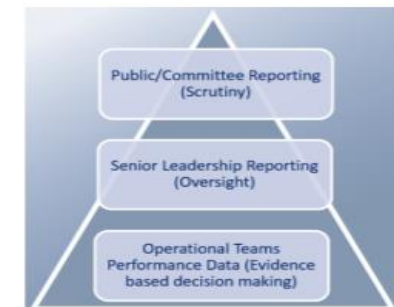 Public/Committee Reporting
(Scrutiny)
Senior Leadership Reporting
(Oversight)
Operational Teams
Performance Data (Evidence
based decision making)